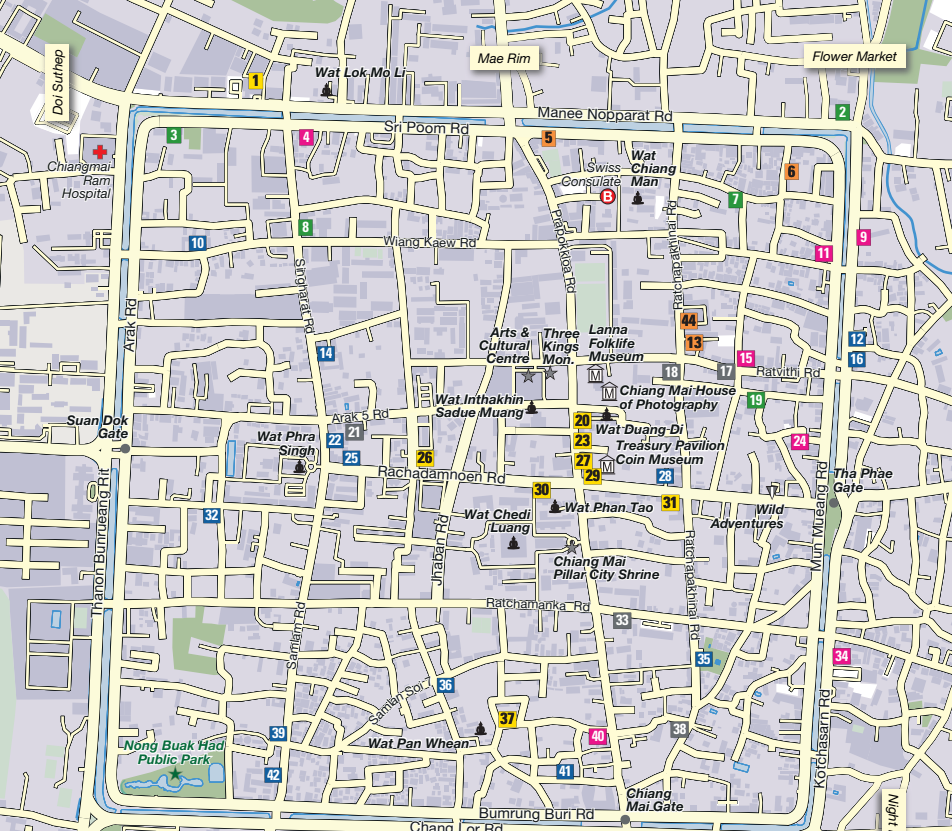 Doi Suthep
Mae Rim
Flower Market
1
Wat Lok Mo Li
2
Manee Nopparat Rd
Sri Poom Rd
3
4
5
Chiangmai
Ram
Hospital
Swiss
Consulate
B
Wat
Chiang
Man
6
7
8
9
10
11
Wiang Kaew Rd
Prapokkloa Rd
Ratchapakhinai Rd
Singharat Rd
Arak Rd
44
13
12
16
14
Arts &
Cultural
Centre
Three
Kings
Mon.
Lanna
Folklife
Museum
M
15
17
18
Ratvithi Rd
M
Chiang Mai House
of Photography
19
Wat Inthakhin
Sadue Muang
Arak 5 Rd
20
Wat Duang Di
21
22
23
24
Suan Dok
Gate
Wat Phra
Singh
25
26
27
Treasury Pavilion
Coin Museum
M
28
29
Rachadamnoen Rd
Tha Phae
Gate
30
31
Wat Phan Tao
Wild
Adventures
32
Wat Chedi
Luang
Chiang Mai
Pillar City Shrine
Thanon Bunrueang Rit
Jhaban Rd
Ratchapakhinai Rd
Mun Mueang Rd
Ratchamanka Rd
33
Samlarn Rd
34
35
36
Samlan Soi 7
37
38
39
40
Wat Pan Whean
Nong Buak Had
Public Park
41
42
Korchasarn Rd
Chiang
Mai Gate
Bumrung Buri Rd
Chang Lor Rd
Night